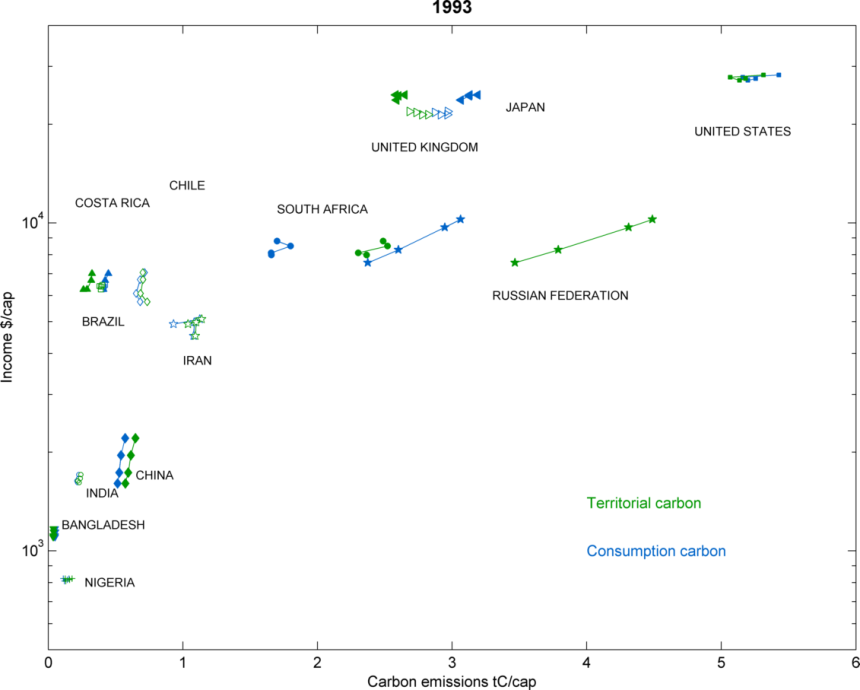 1993
JAPAN
UNITED STATES
UNITED KINGDOM
CHILE
COSTA RICA
SOUTH AFRICA
10^4
RUSSIAN FEDERATION
BRAZIL
IRAN
Income $/cap
CHINA
INDIA
Territorial carbon
BANGLADESH
Consumption carbon
10^3
NIGERIA
0 1 2 3 4 5 6
Carbon emissions tC/cap